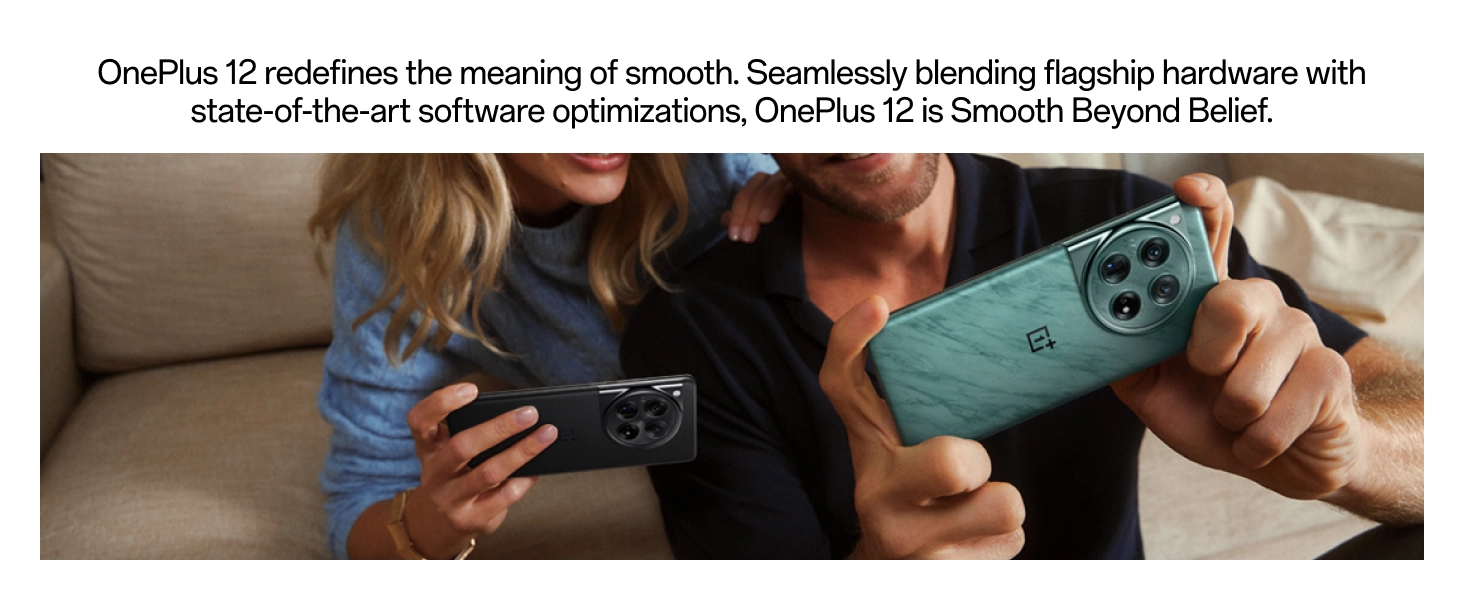 OnePlus 12 redefines the meaning of smooth. Seamlessly blending flagship hardware with
state-of-the-art software optimizations, OnePlus 12 is Smooth Beyond Belief.